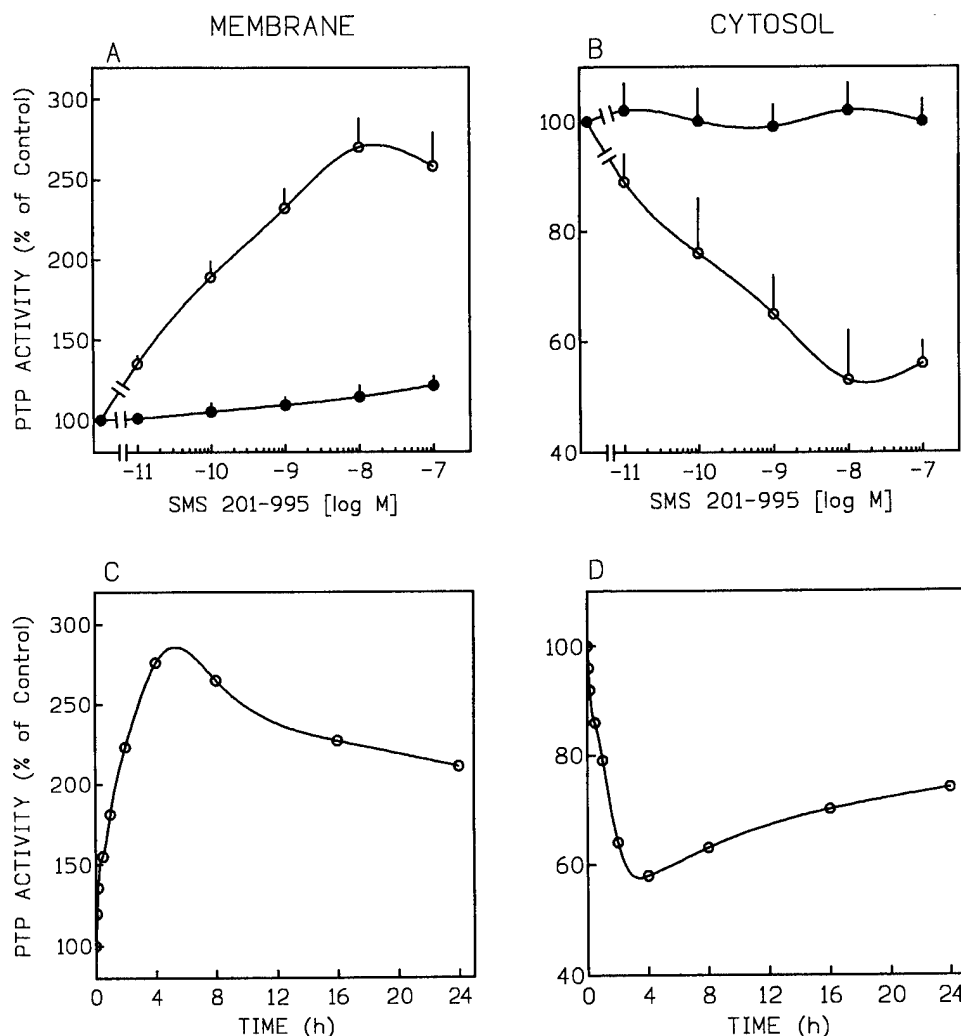 MEMBRANE
CYTOSOL
A
PTP ACTIVITY (% of Control)
300
250
200
150
100
-11 -10 -9 -8 -7
SMS 201-995 [log M]
B
100
80
60
40
-11 -10 -9 -8 -7
SMS 201-995 [log M]
C
PTP ACTIVITY (% of Control)
300
250
200
150
100
0 4 8 12 16 20 24
TIME (h)
D
100
80
60
40
0 4 8 12 16 20 24
TIME (h)